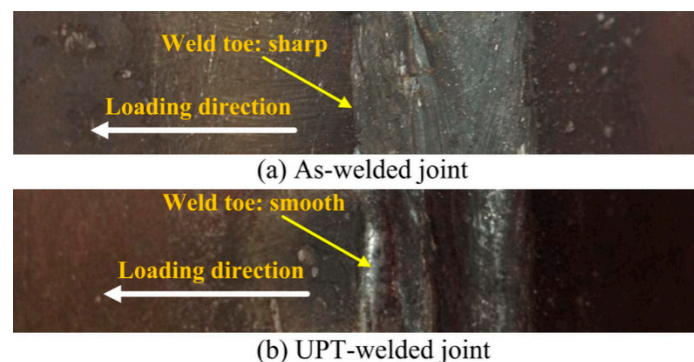 Weld toe: sharp
Loading direction
(a) As-welded joint
Weld toe: smooth
Loading direction
(b) UPT-welded joint